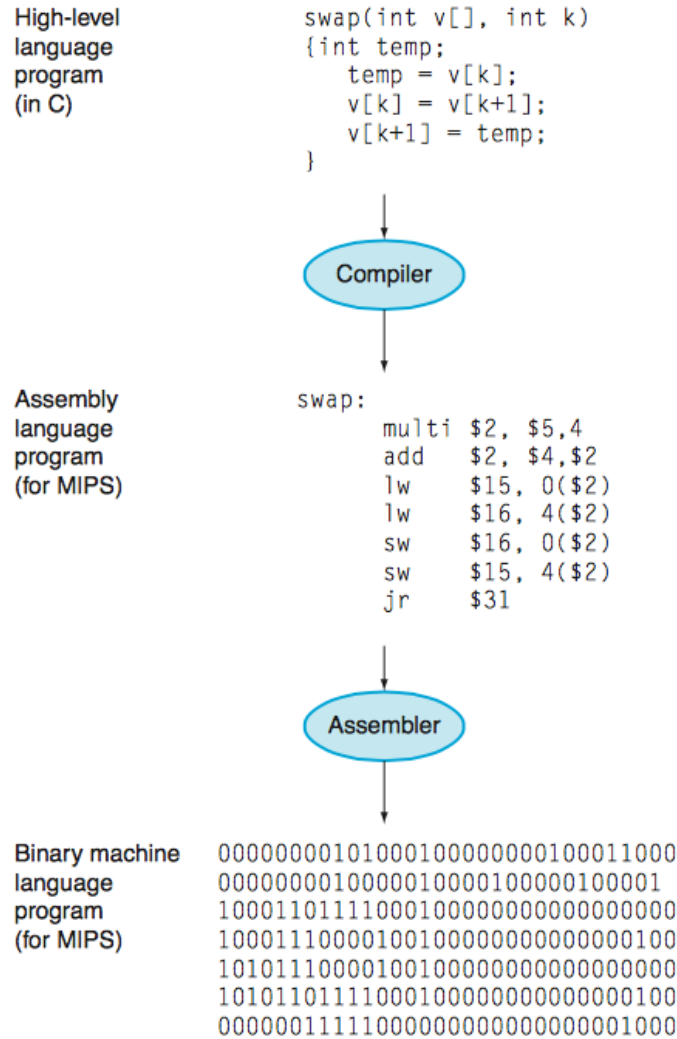 High-level
language
program
(in C)
swap(int v[], int k)
{int temp;
temp = v[k];
v[k] = v[k+1];
v[k+1] = temp;
}
Compiler
Assembly
language
program
(for MIPS)
swap:
multi $2, $5,4
add $2, $4,$2
lw $15, 0($2)
lw $16, 4($2)
sw $16, 0($2)
sw $15, 4($2)
jr $31
Assembler
Binary machine
language
program
(for MIPS)
00000000101000100000000100011000
0000000010000010000100000100001
10001101111000100000000000000000
10001110000100100000000000000100
10101110000100100000000000000000
10101101111000100000000000000100
00000011111000000000000000001000